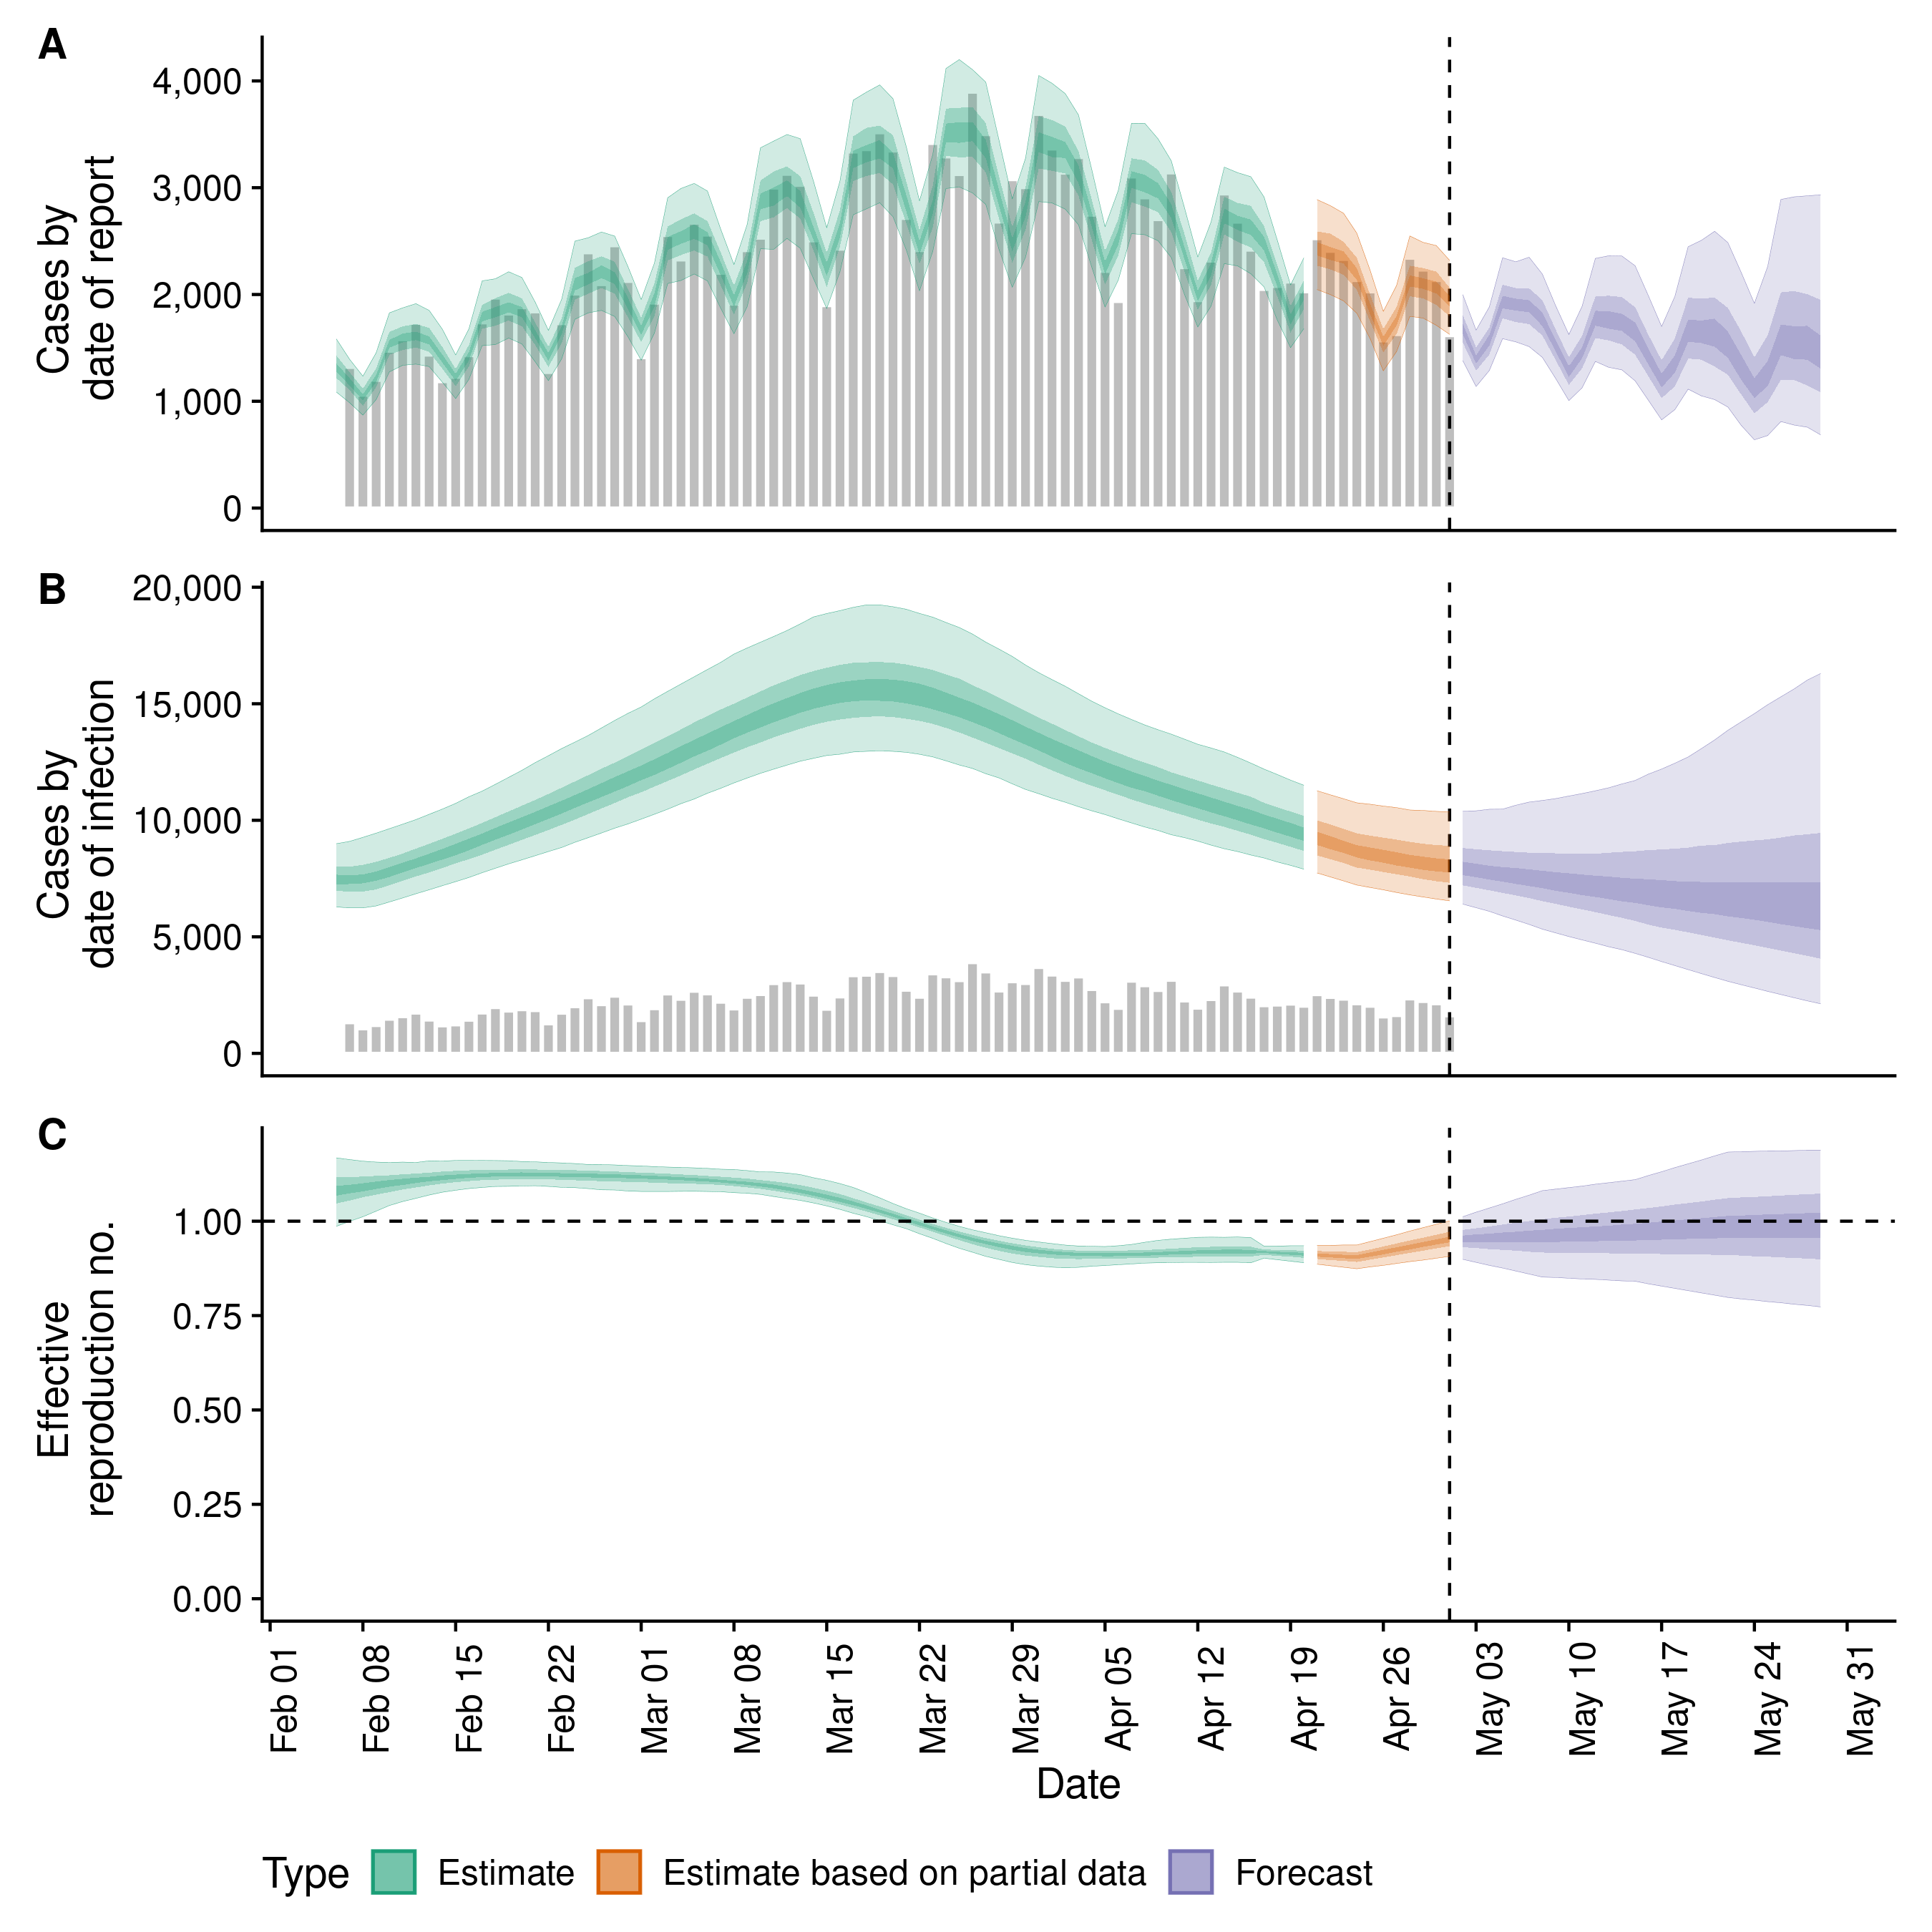 A
Cases by
date of report
4,000
3,000
2,000
1,000
0
B
Cases by
date of infection
20,000
15,000
10,000
5,000
0
C
Effective
reproduction no.
1.00
0.75
0.50
0.25
0.00
Feb 01
Feb 08
Feb 15
Feb 22
Mar 01
Mar 08
Mar 15
Mar 22
Mar 29
Apr 05
Apr 12
Apr 19
Apr 26
May 03
May 10
May 17
May 24
May 31
Date
Type Estimate Estimate based on partial data Forecast